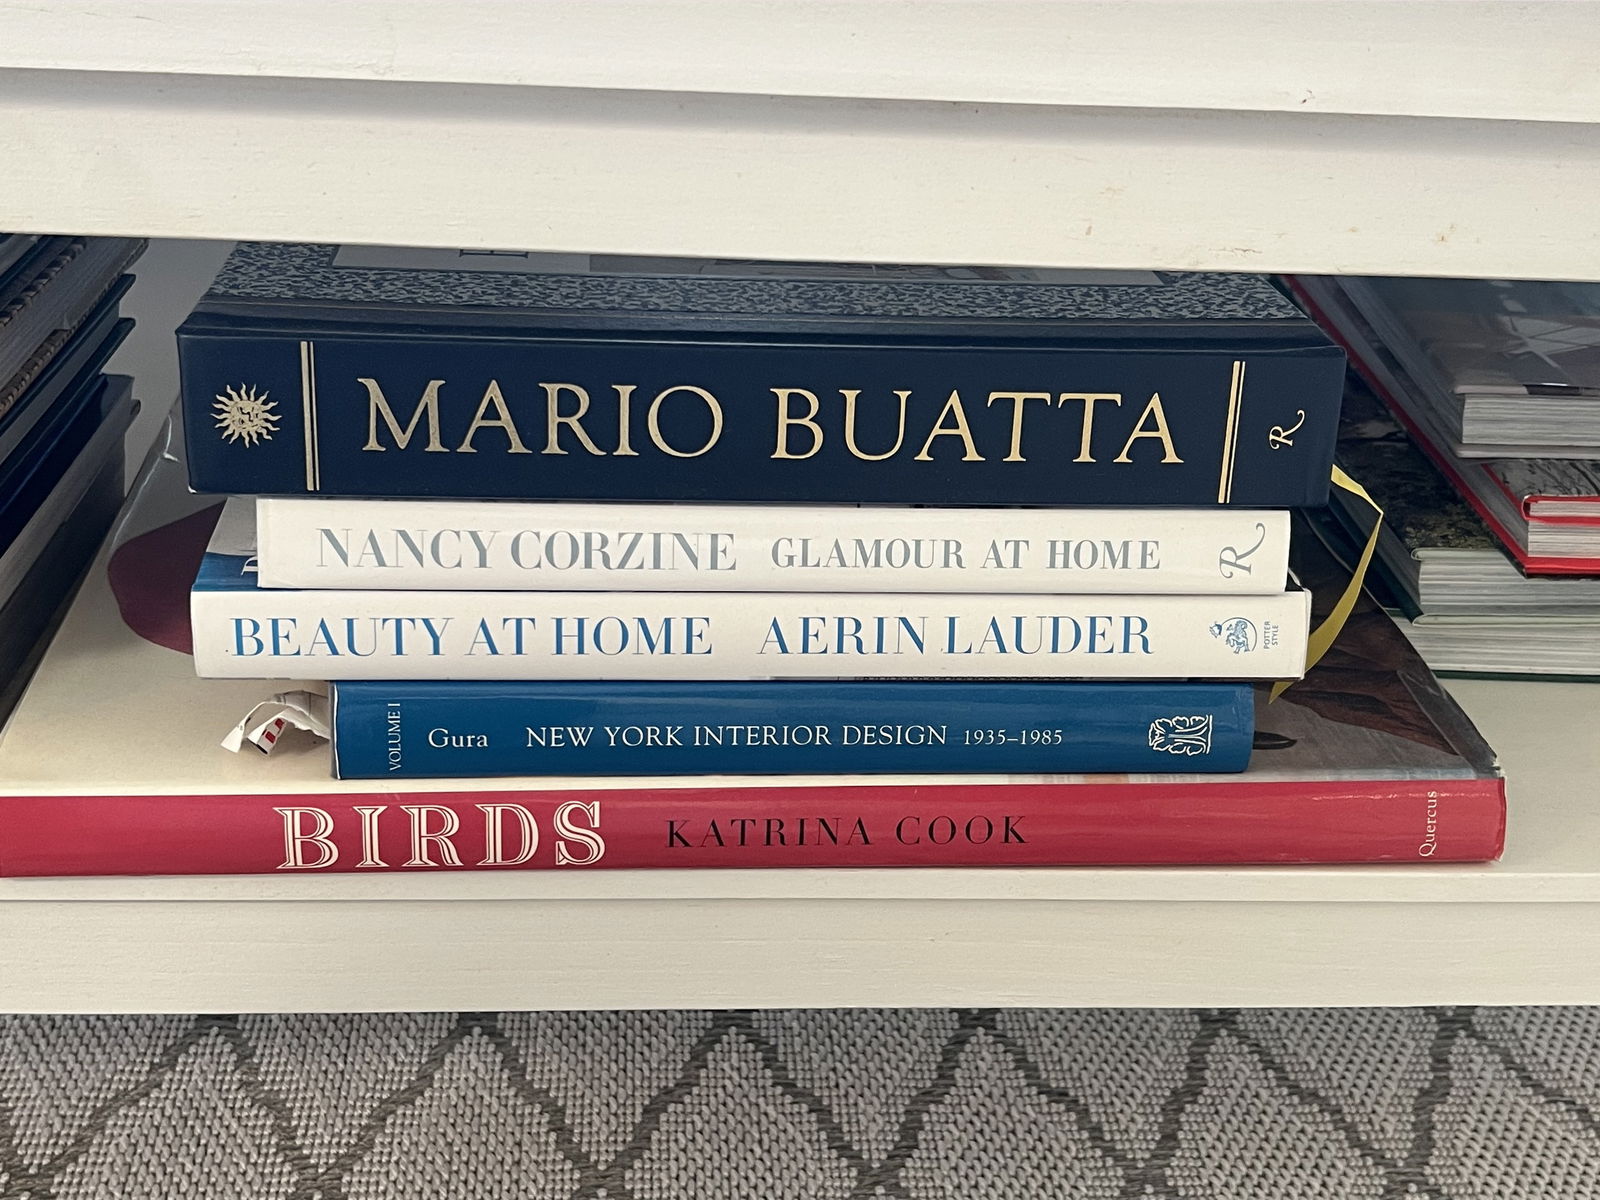 MARIO BUATTA R
NANCY CORZINE GLAMOUR AT HOME R
BEAUTY AT HOME AERIN LAUDER POTTER STYLE
VOLUME I Gura NEW YORK INTERIOR DESIGN 1935–1985
BIRDS KATRINA COOK Quercus